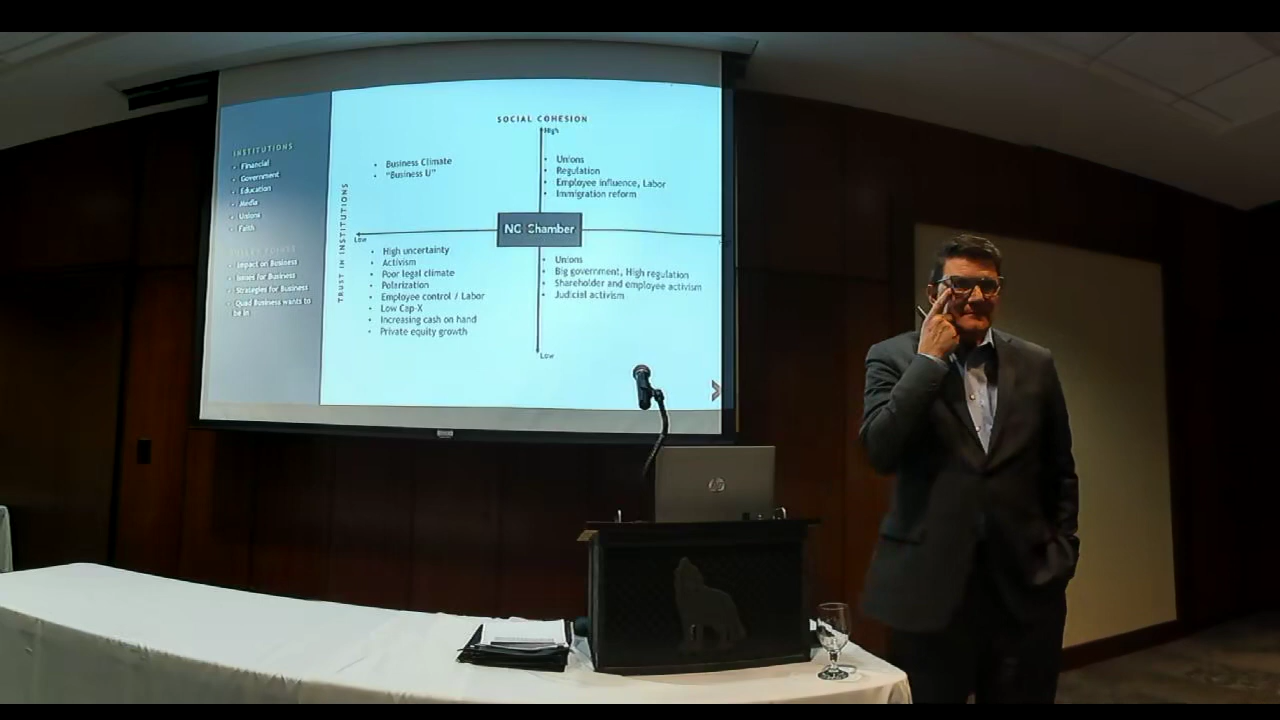 INSTITUTIONS
• Financial
• Government
• Education
• Media
• Unions
• Faith
• Impact on Business
• Issues for Business
• Strategies for Business
• Quad Business wants to
be in
TRUST IN INSTITUTIONS
SOCIAL COHESION
High
• Business Climate
• "Business U"
• Unions
• Regulation
• Employee influence, Labor
• Immigration reform
Low
NC Chamber
• High uncertainty
• Activism
• Poor legal climate
• Polarization
• Employee control / Labor
• Low Cap-X
• Increasing cash on hand
• Private equity growth
• Unions
• Big government, High regulation
• Shareholder and employee activism
• Judicial activism
Low
hp